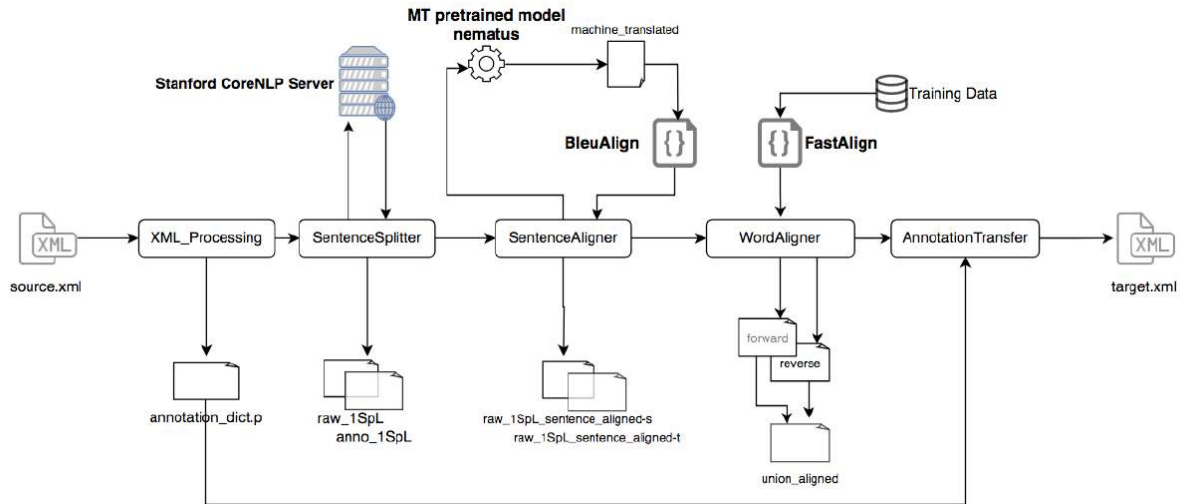 MT pretrained model
nematus
machine_translated
Stanford CoreNLP Server
Training Data
{}
BleuAlign
{}
FastAlign
XML
XML_Processing
SentenceSplitter
SentenceAligner
WordAligner
AnnotationTransfer
XML
source.xml
target.xml
forward
reverse
annotation_dict.p
raw_1SpL
anno_1SpL
raw_1SpL_sentence_aligned-s
raw_1SpL_sentence_aligned-t
union_aligned